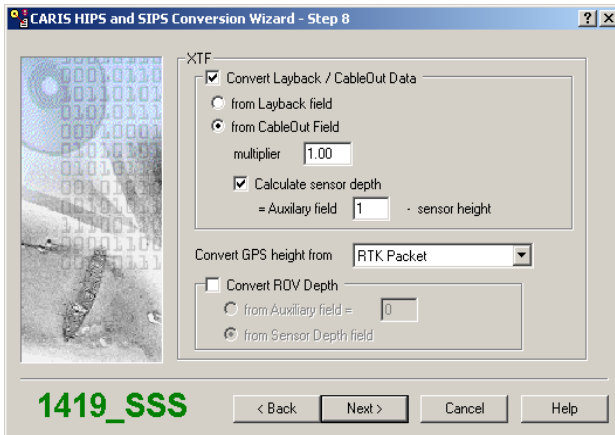 CARIS HIPS and SIPS Conversion Wizard - Step 8
XTF
Convert Layback / CableOut Data
from Layback field
from CableOut Field
multiplier 1.00
Calculate sensor depth
= Auxilary field 1 - sensor height
Convert GPS height from RTK Packet
Convert ROV Depth
from Auxiliary field = 0
from Sensor Depth field
1419_SSS < Back Next > Cancel Help